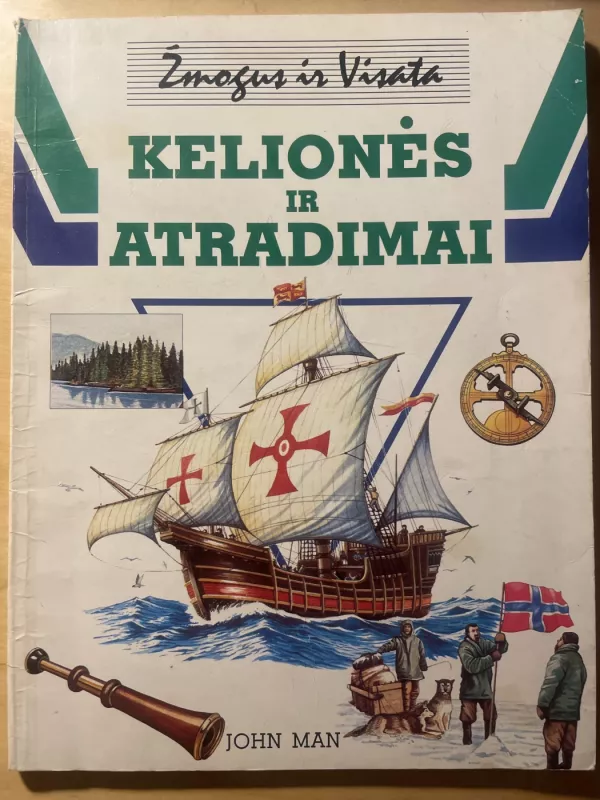 Žmogus ir Visata
KELIONĖS
IR
ATRADIMAI
JOHN MAN